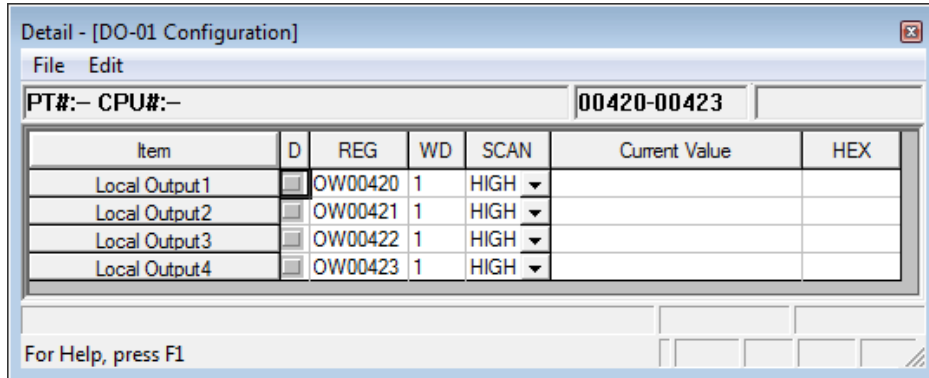 Detail - [DO-01 Configuration]
File Edit
PT#:– CPU#:– 00420-00423
Item D REG WD SCAN Current Value HEX
Local Output1 OW00420 1 HIGH
Local Output2 OW00421 1 HIGH
Local Output3 OW00422 1 HIGH
Local Output4 OW00423 1 HIGH
For Help, press F1